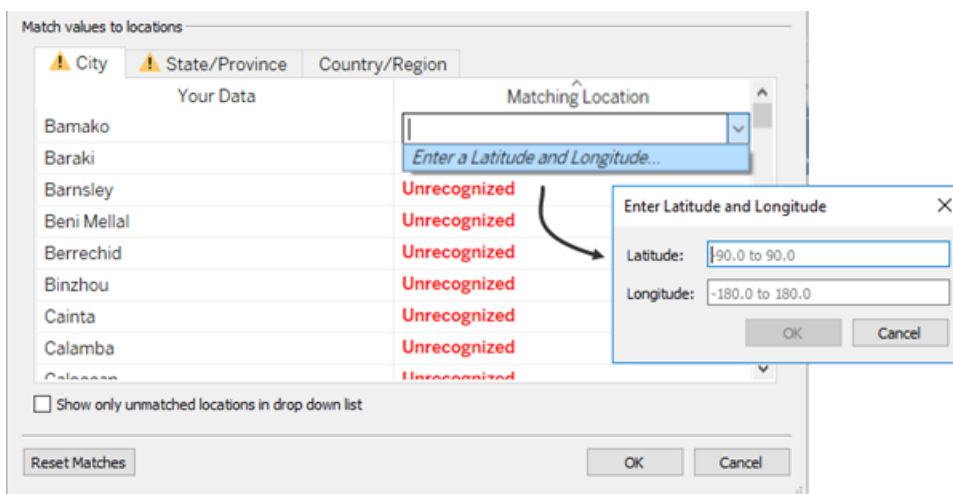 Match values to locations
City State/Province Country/Region
Your Data Matching Location
Bamako
Baraki Enter a Latitude and Longitude...
Barnsley Unrecognized
Beni Mellal Unrecognized
Berrechid Unrecognized
Binzhou Unrecognized
Cainta Unrecognized
Calamba Unrecognized
Caloocan Unrecognized
Show only unmatched locations in drop down list
Reset Matches OK Cancel
Enter Latitude and Longitude
Latitude: -90.0 to 90.0
Longitude: -180.0 to 180.0
OK Cancel